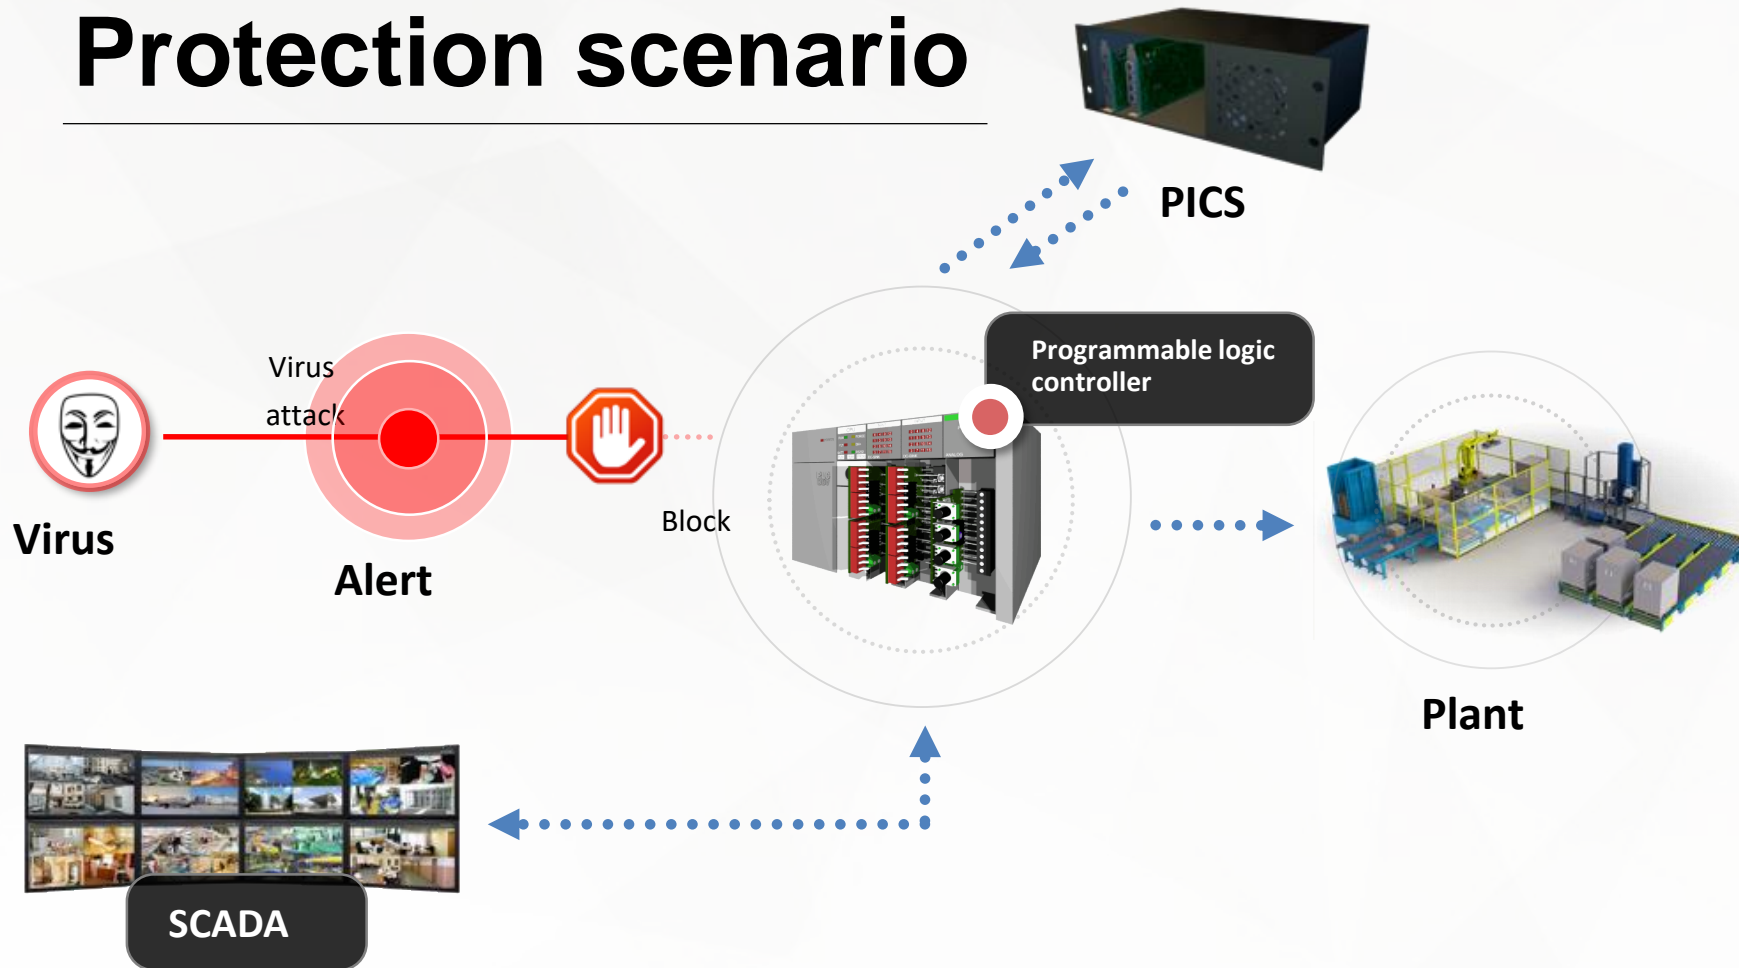 Protection scenario
PICS
Programmable logic
controller
Virus
attack
Virus
Alert
Block
Plant
SCADA